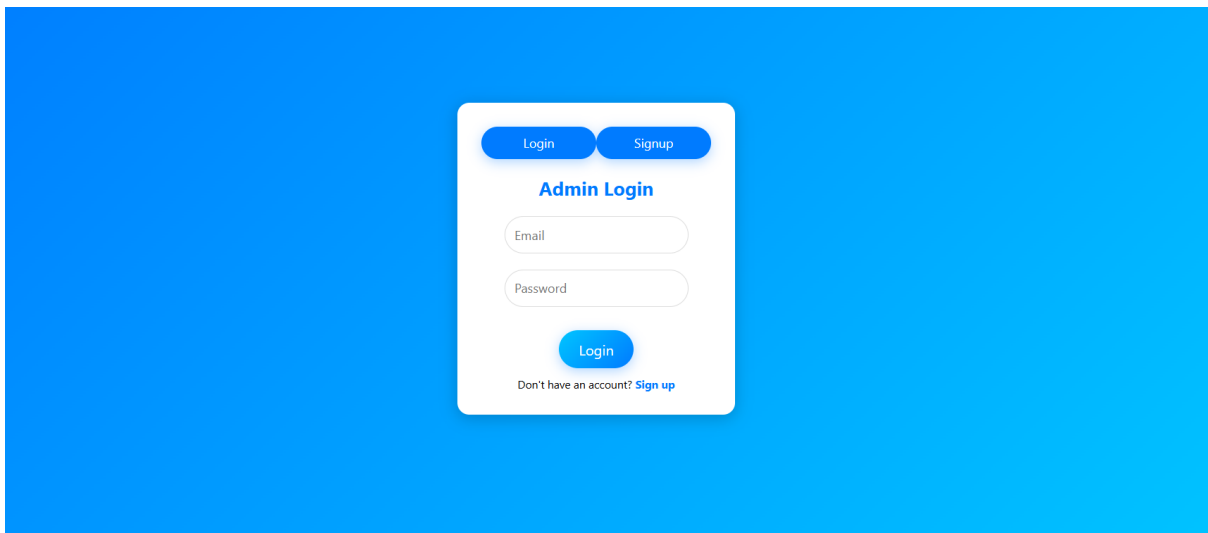 Login Signup
Admin Login
Email
Password
Login
Don't have an account? Sign up